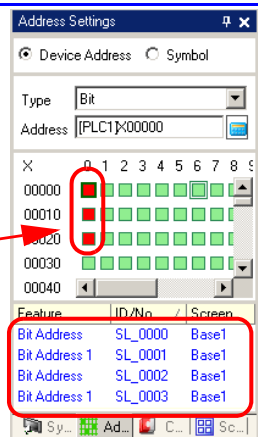 Address Settings
Device Address Symbol
Type Bit
Address [PLC1]X00000
X 0 1 2 3 4 5 6 7 8 9
00000
00010
00020
00030
00040
Feature ID/No. / Screen
Bit Address SL_0000 Base1
Bit Address 1 SL_0001 Base1
Bit Address SL_0002 Base1
Bit Address 1 SL_0003 Base1
Sy... Ad... C... Sc...